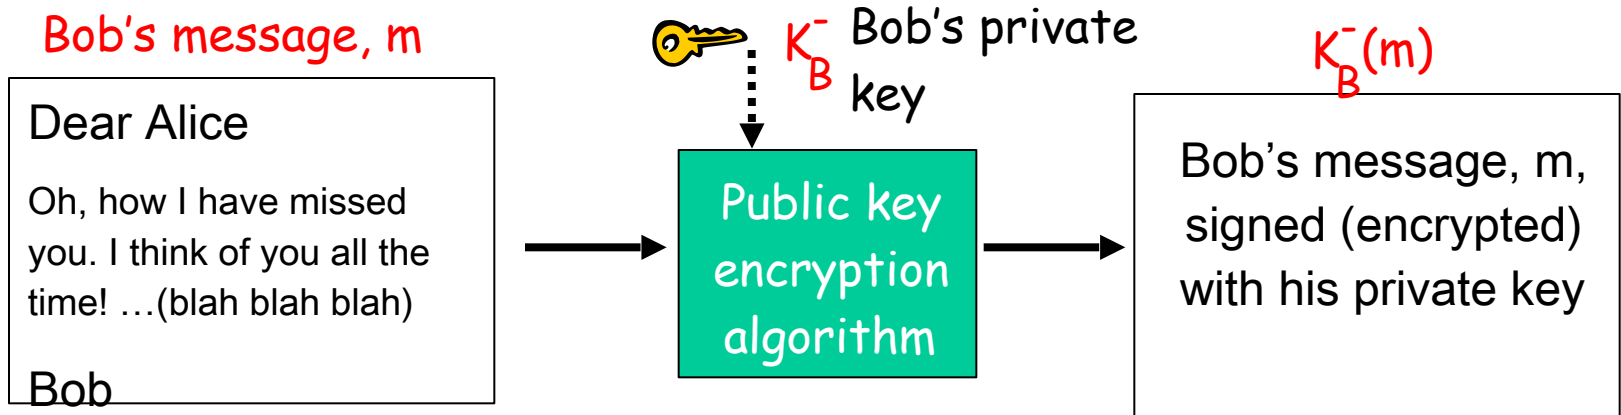 Bob’s message, m
Dear Alice
Oh, how I have missed
you. I think of you all the
time! …(blah blah blah)
Bob
K_B^- Bob’s private
key
Public key
encryption
algorithm
K_B^-(m)
Bob’s message, m,
signed (encrypted)
with his private key